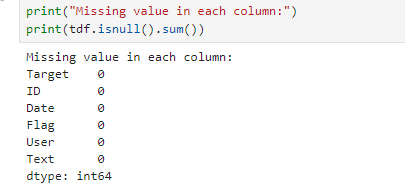 print("Missing value in each column:")
print(tdf.isnull().sum())
Missing value in each column:
Target    0
ID        0
Date      0
Flag      0
User      0
Text      0
dtype: int64